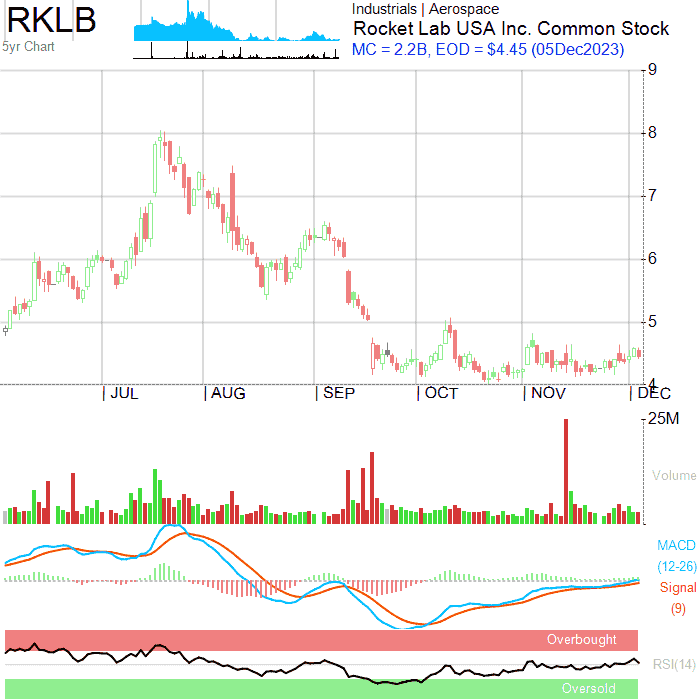 RKLB
5yr Chart
Industrials | Aerospace
Rocket Lab USA Inc. Common Stock
MC = 2.2B, EOD = $4.45 (05Dec2023)
9
8
7
6
5
4
JUL
AUG
SEP
OCT
NOV
DEC
25M
Volume
MACD
(12-26)
Signal
(9)
Overbought
RSI(14)
Oversold